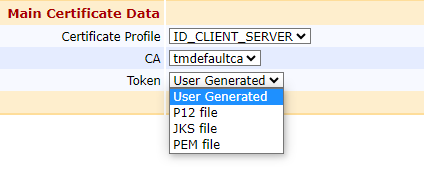 Main Certificate Data
Certificate Profile ID_CLIENT_SERVER
CA tmdefaultca
Token User Generated
User Generated
P12 file
JKS file
PEM file